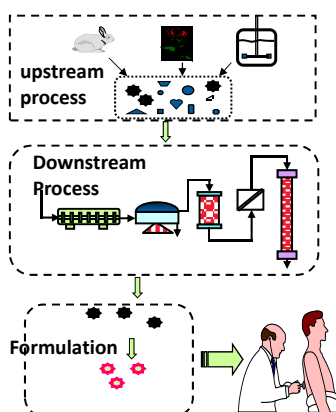 upstream
process
Downstream
Process
Formulation